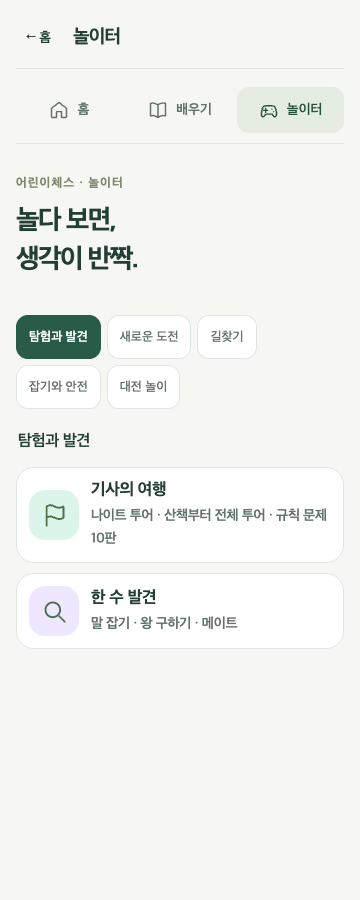 ← 홈 놀이터
홈 배우기 놀이터
어린이체스 · 놀이터
놀다 보면,
생각이 반짝.
탐험과 발견 새로운 도전 길찾기
잡기와 안전 대전 놀이
탐험과 발견
기사의 여행
나이트 투어 · 산책부터 전체 투어 · 규칙 문제
10판
한 수 발견
말 잡기 · 왕 구하기 · 메이트